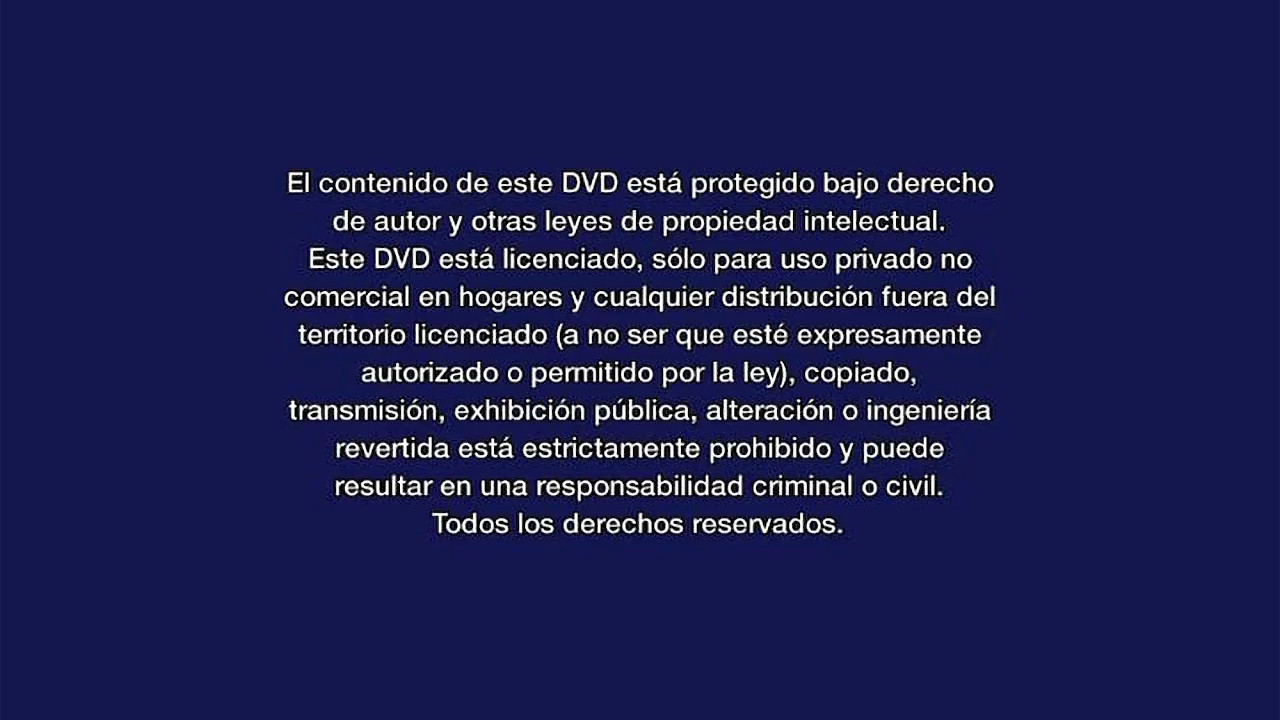 El contenido de este DVD está protegido bajo derecho
de autor y otras leyes de propiedad intelectual.
Este DVD está licenciado, sólo para uso privado no
comercial en hogares y cualquier distribución fuera del
territorio licenciado (a no ser que esté expresamente
autorizado o permitido por la ley), copiado,
transmisión, exhibición pública, alteración o ingeniería
revertida está estrictamente prohibido y puede
resultar en una responsabilidad criminal o civil.
Todos los derechos reservados.